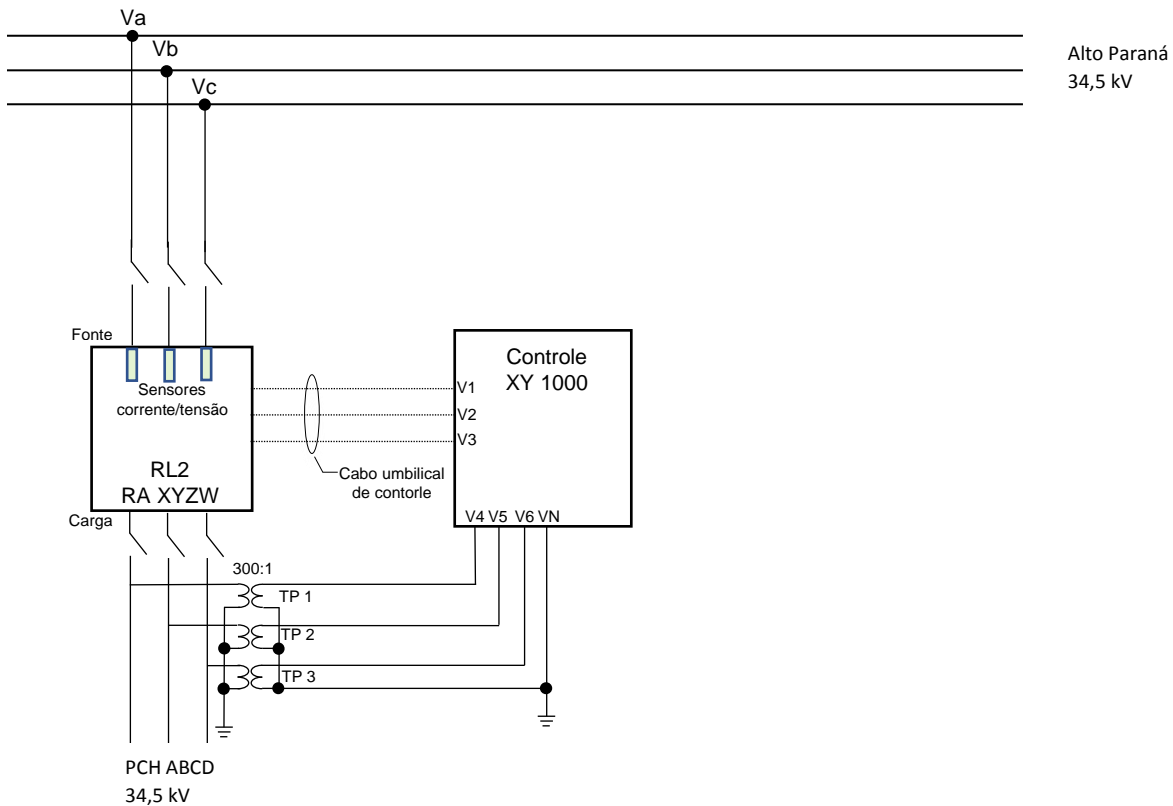 Va
Vb
Vc
Alto Paraná
34,5 kV
Fonte
Sensores
corrente/tensão
RL2
RA XYZW
Carga
Controle
XY 1000
V1
V2
V3
Cabo umbilical
de contorle
V4 V5 V6 VN
300:1
TP 1
TP 2
TP 3
PCH ABCD
34,5 kV